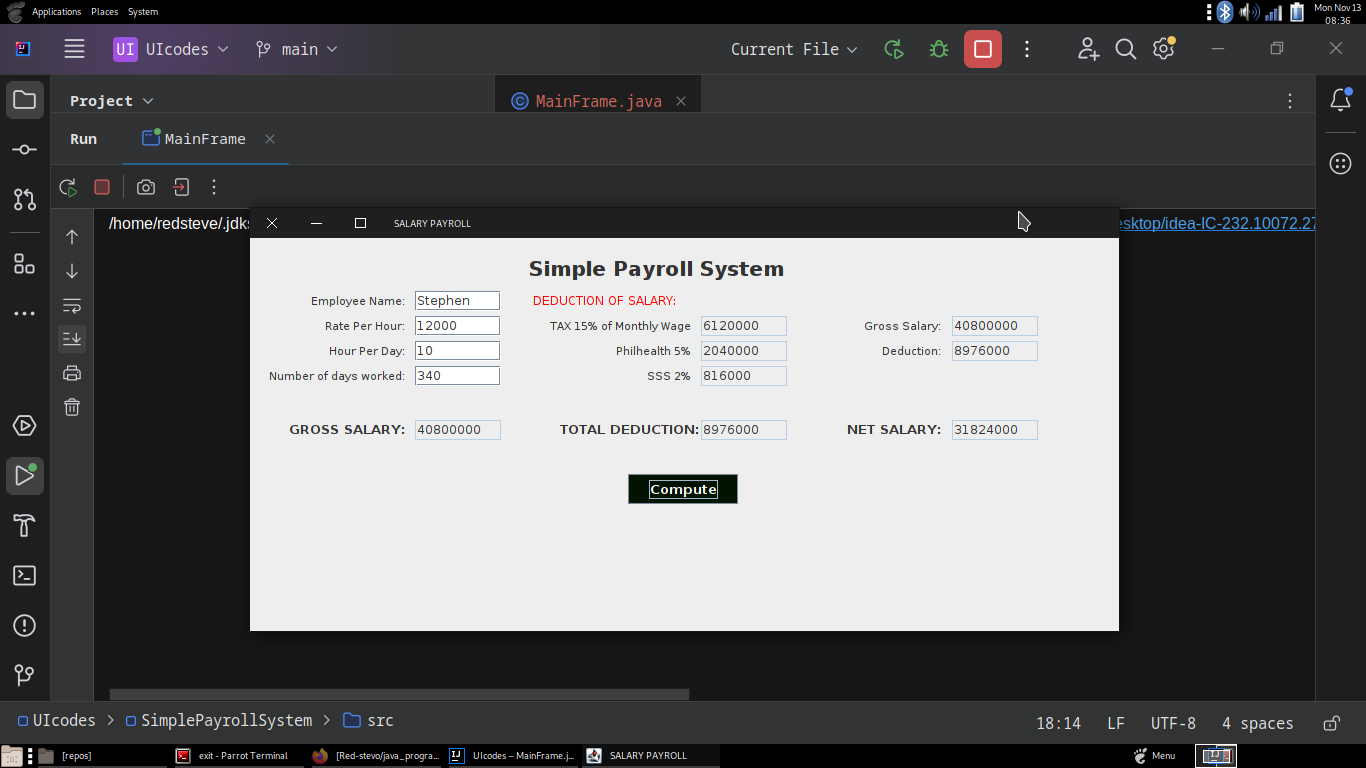 Applications Places System
Mon Nov 13
08:36
UI UIcodes main Current File
Project MainFrame.java
Run MainFrame
/home/redsteve/.jdks
SALARY PAYROLL
esktop/idea-IC-232.10072.27
Simple Payroll System
Employee Name: Stephen DEDUCTION OF SALARY:
Rate Per Hour: 12000 TAX 15% of Monthly Wage 6120000 Gross Salary: 40800000
Hour Per Day: 10 Philhealth 5% 2040000 Deduction: 8976000
Number of days worked: 340 SSS 2% 816000
GROSS SALARY: 40800000 TOTAL DEDUCTION: 8976000 NET SALARY: 31824000
Compute
UIcodes > SimplePayrollSystem > src 18:14 LF UTF-8 4 spaces
[repos] exit - Parrot Terminal [Red-stevo/java_progra... UIcodes – MainFrame.j... SALARY PAYROLL Menu